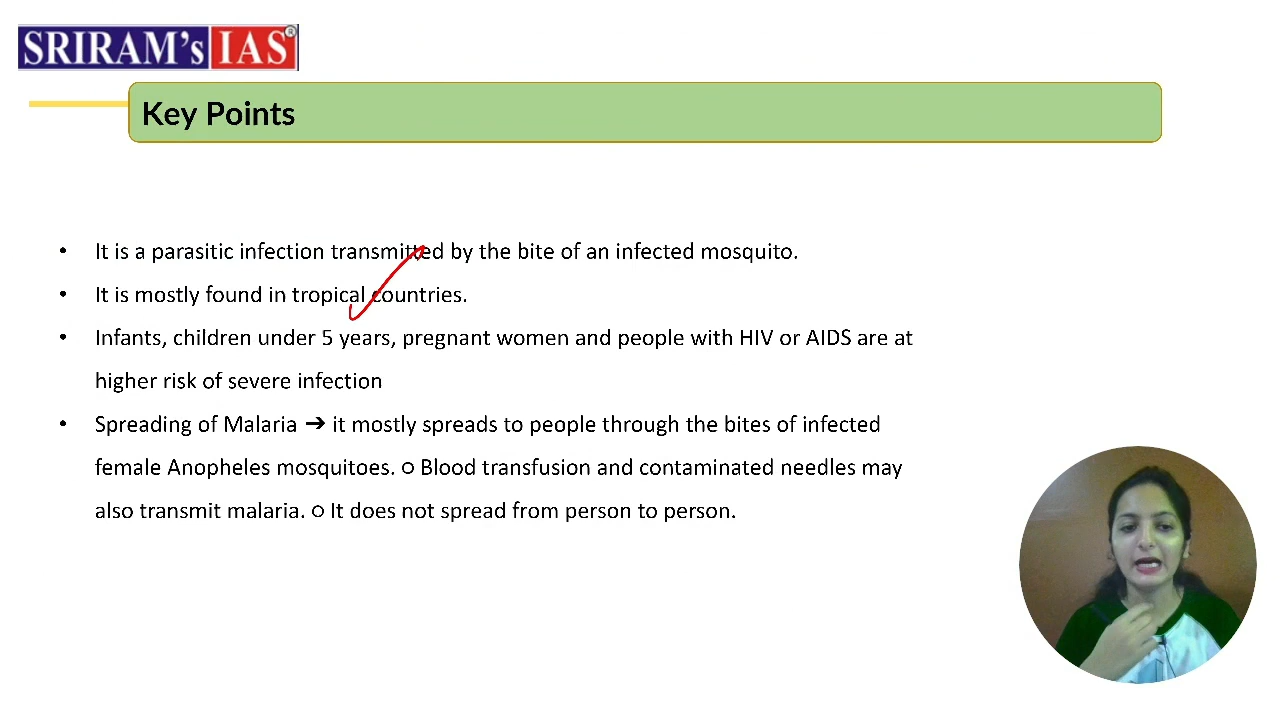 SRIRAM's IAS®
Key Points
• It is a parasitic infection transmitted by the bite of an infected mosquito.
• It is mostly found in tropical countries.
• Infants, children under 5 years, pregnant women and people with HIV or AIDS are at
higher risk of severe infection
• Spreading of Malaria ➔ it mostly spreads to people through the bites of infected
female Anopheles mosquitoes. ○ Blood transfusion and contaminated needles may
also transmit malaria. ○ It does not spread from person to person.